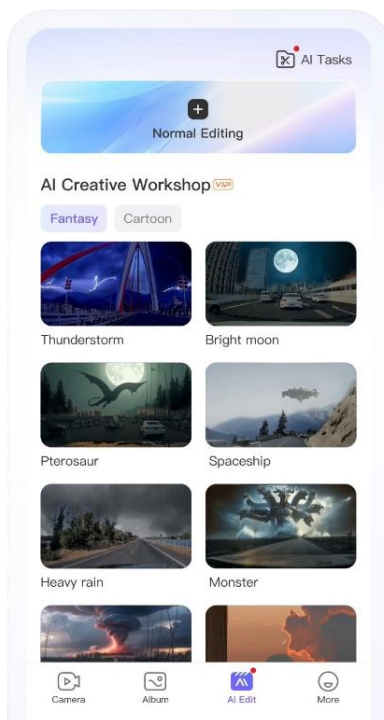 AI Tasks
Normal Editing
AI Creative Workshop VIP
Fantasy Cartoon
Thunderstorm Bright moon
Pterosaur Spaceship
Heavy rain Monster
Camera Album AI Edit More